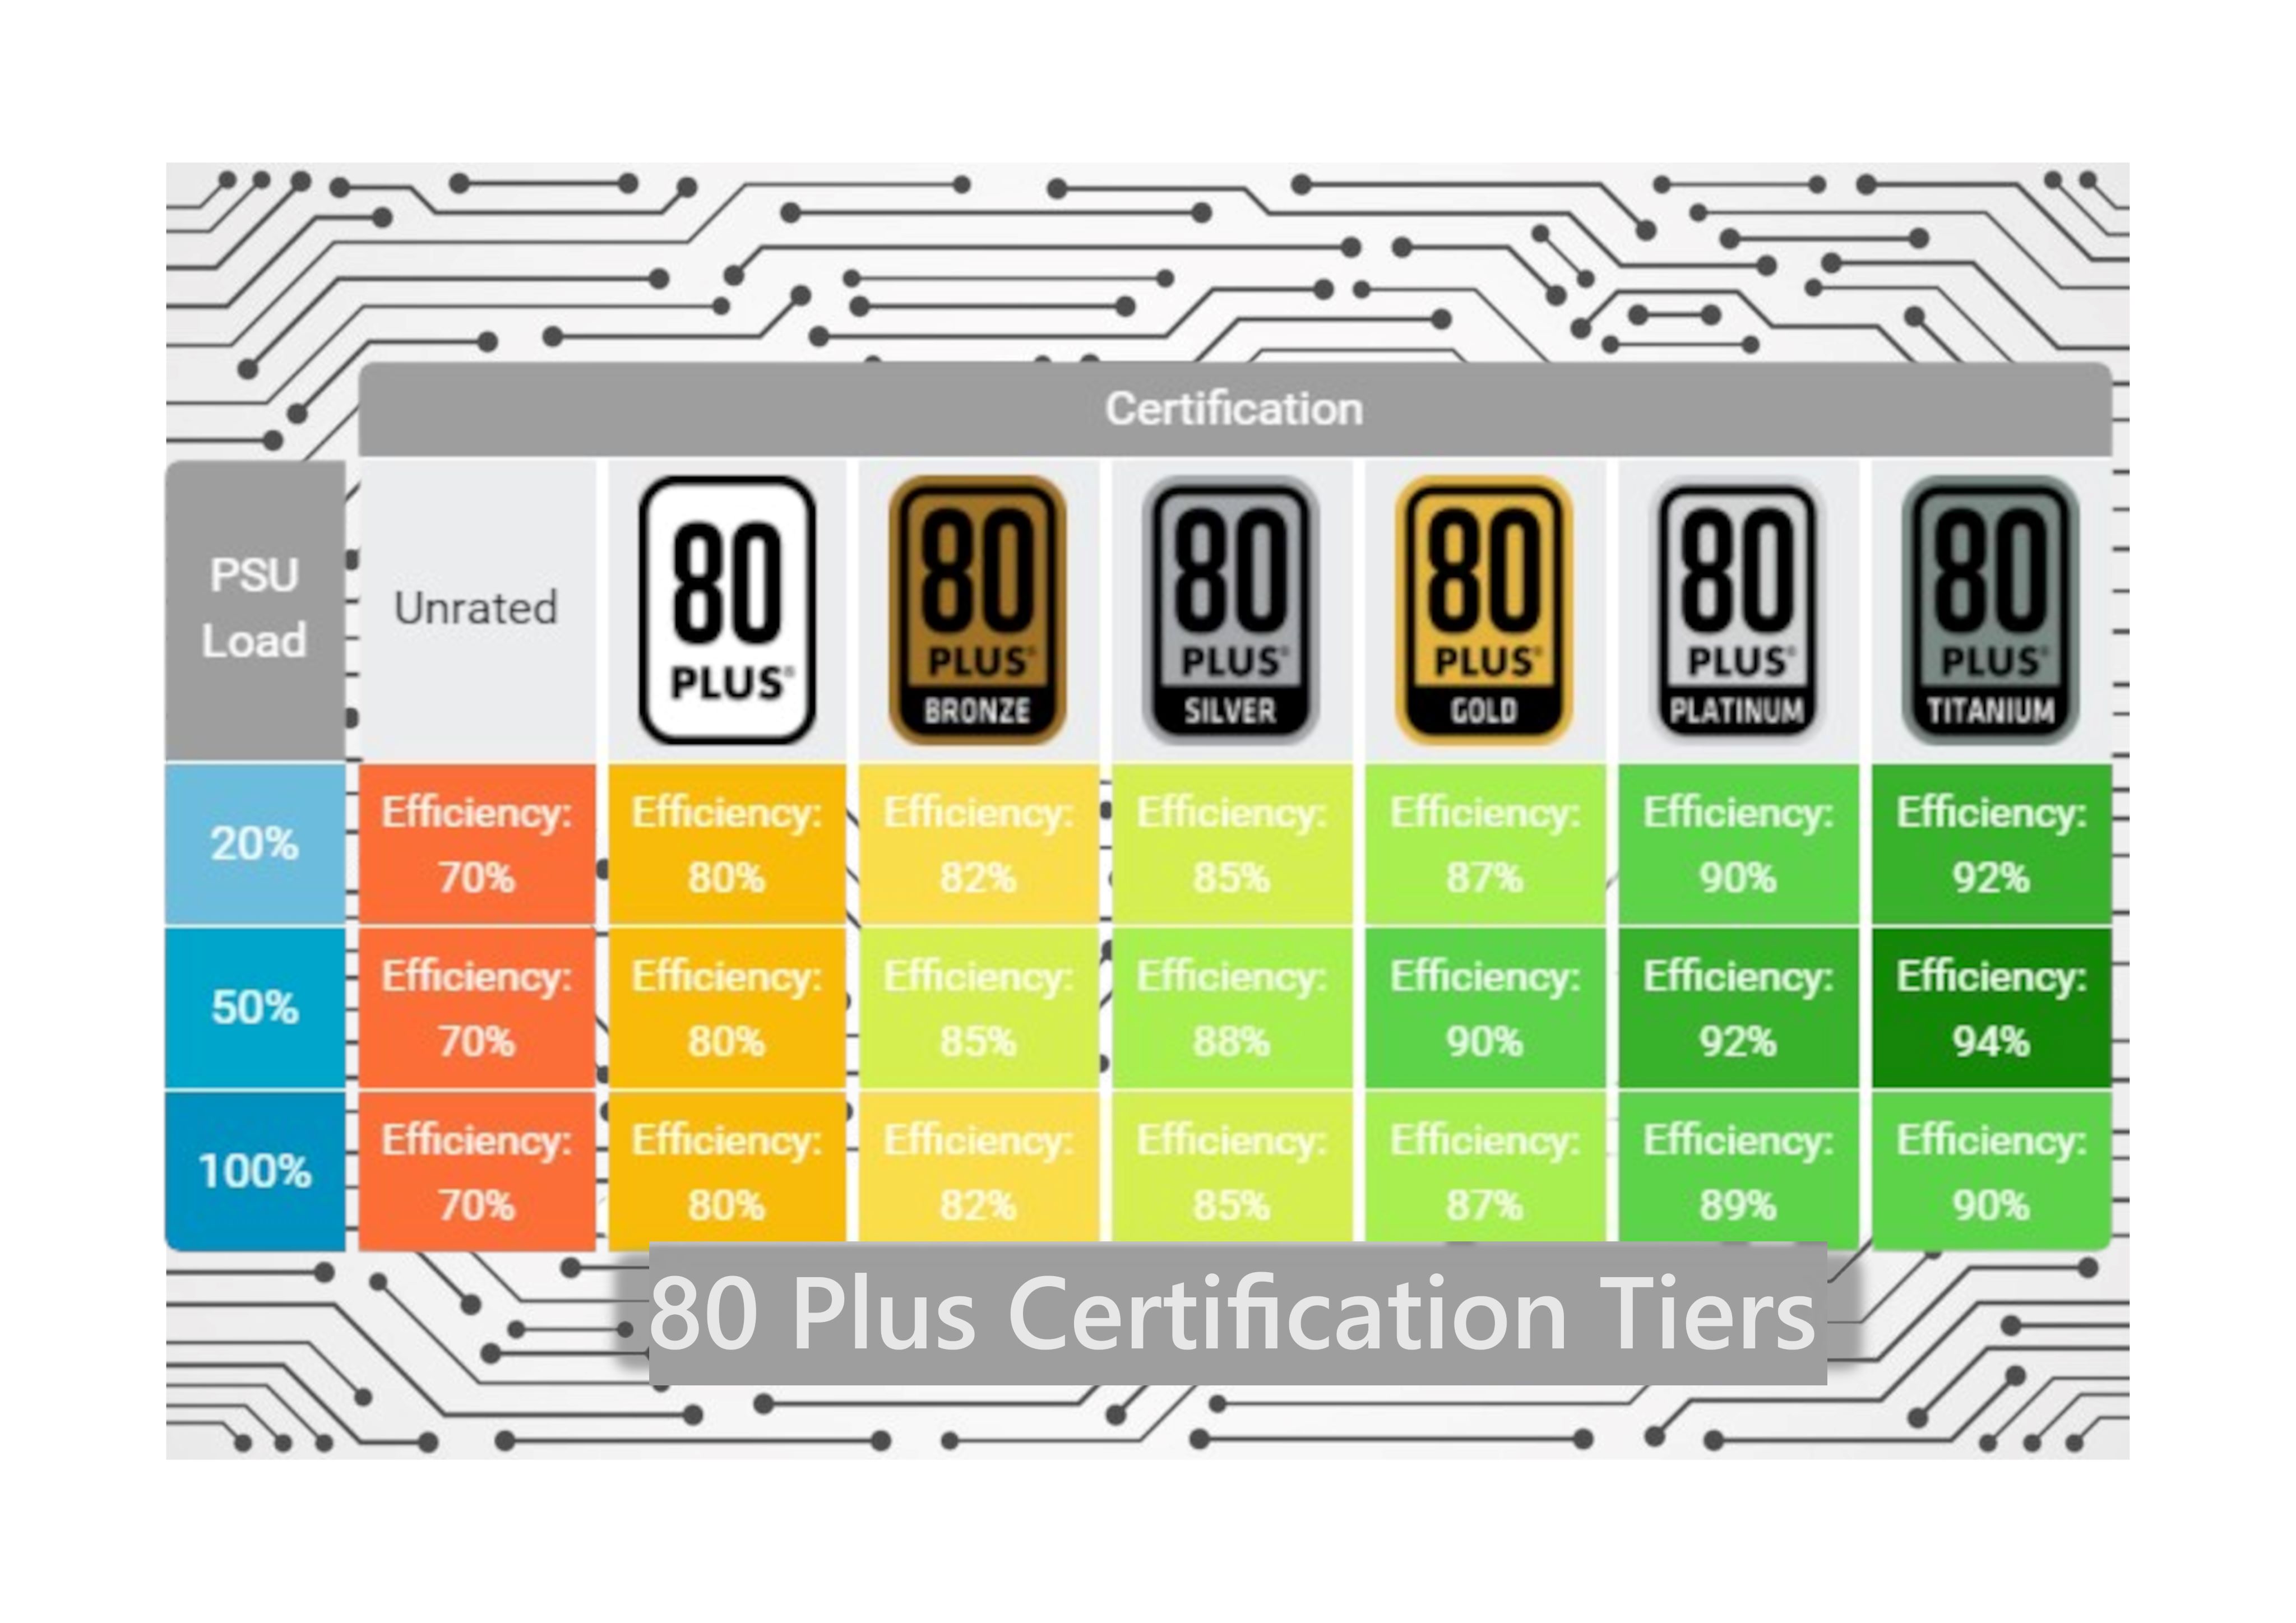 Certification
PSU
Load
Unrated
80
PLUS®
80
PLUS®
BRONZE
80
PLUS®
SILVER
80
PLUS®
GOLD
80
PLUS®
PLATINUM
80
PLUS®
TITANIUM
20%
Efficiency:
70%
Efficiency:
80%
Efficiency:
82%
Efficiency:
85%
Efficiency:
87%
Efficiency:
90%
Efficiency:
92%
50%
Efficiency:
70%
Efficiency:
80%
Efficiency:
85%
Efficiency:
88%
Efficiency:
90%
Efficiency:
92%
Efficiency:
94%
100%
Efficiency:
70%
Efficiency:
80%
Efficiency:
82%
Efficiency:
85%
Efficiency:
87%
Efficiency:
89%
Efficiency:
90%
80 Plus Certification Tiers